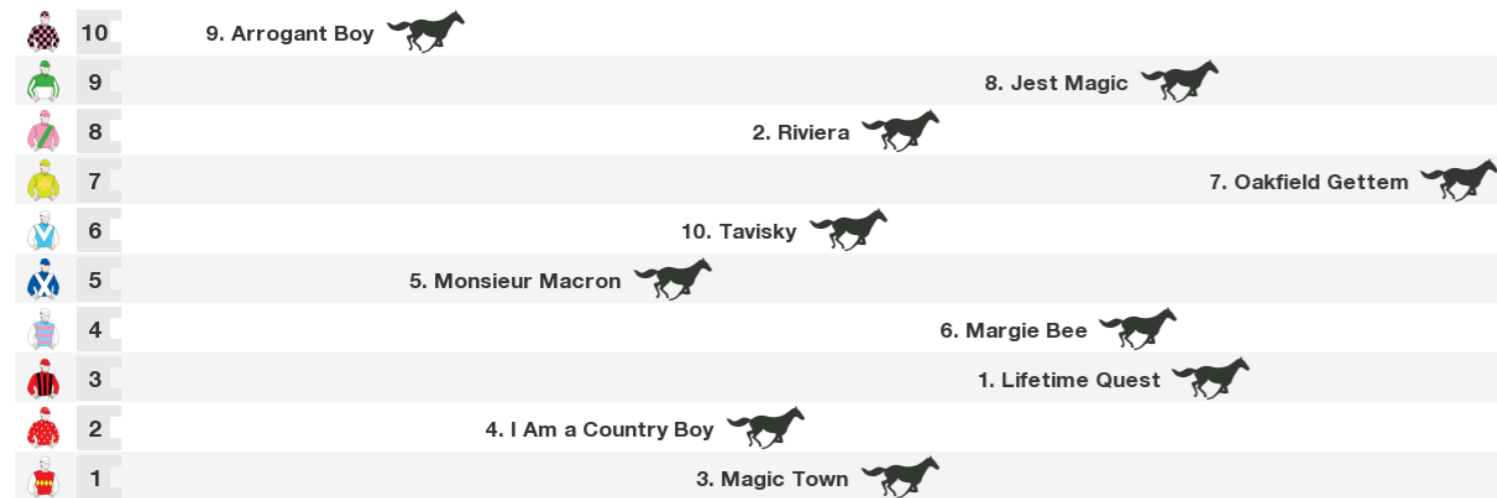 10 9. Arrogant Boy
9 8. Jest Magic
8 2. Riviera
7 7. Oakfield Gettem
6 10. Tavisky
5 5. Monsieur Macron
4 6. Margie Bee
3 1. Lifetime Quest
2 4. I Am a Country Boy
1 3. Magic Town